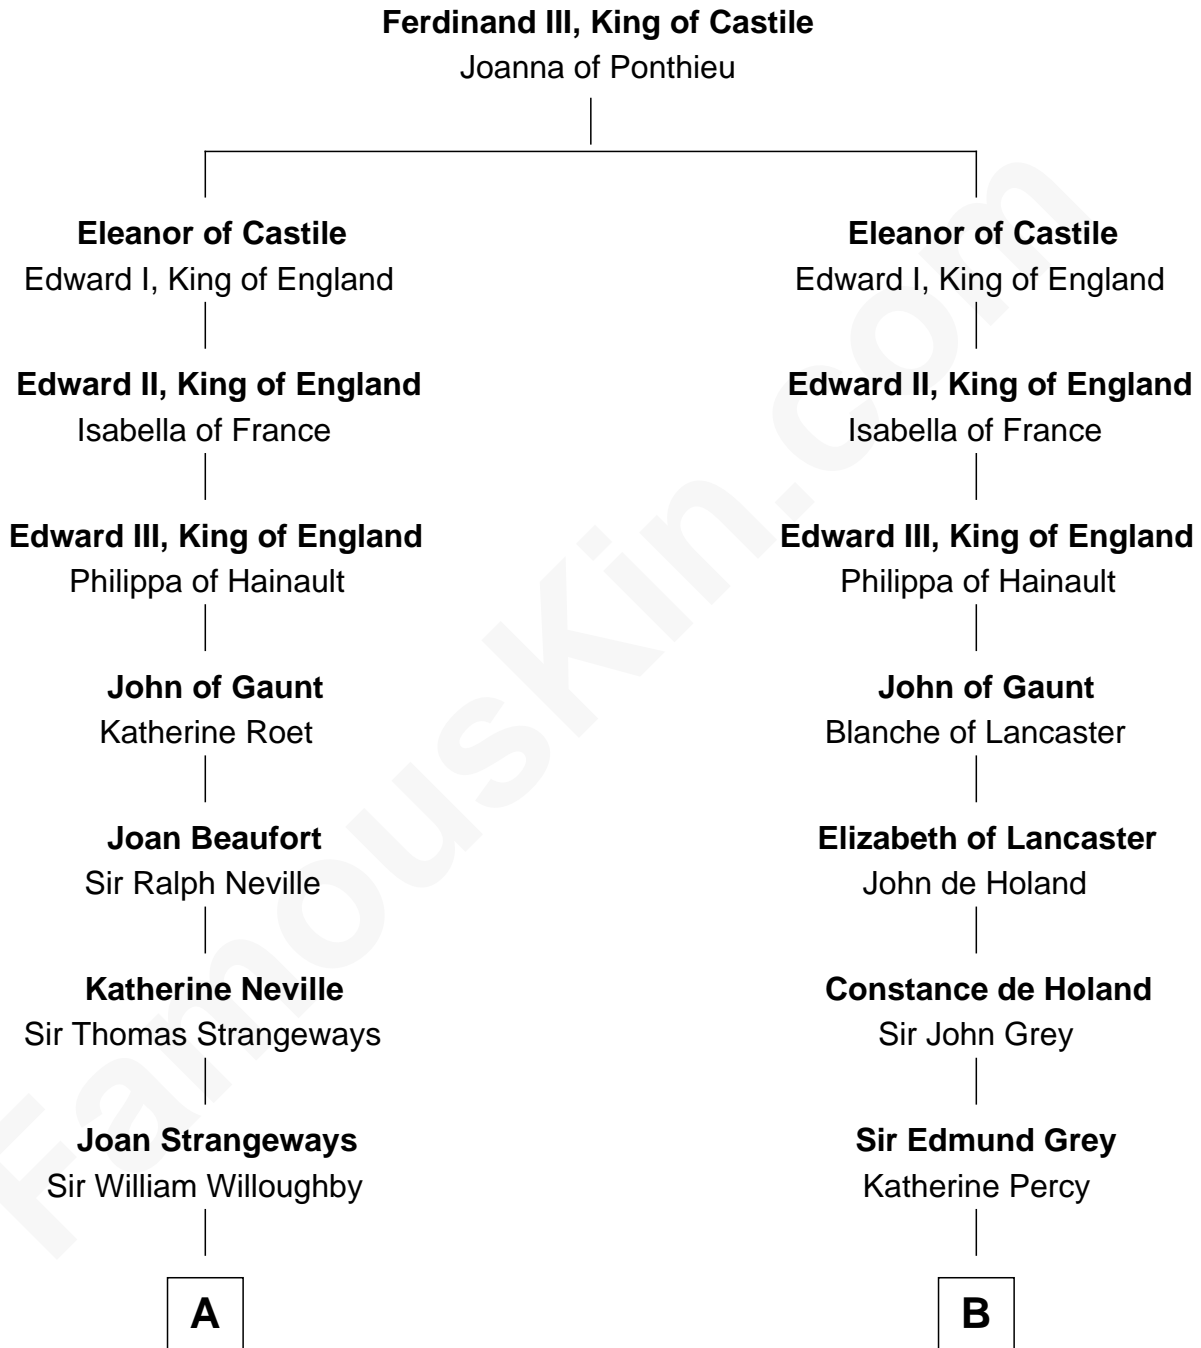 Ferdinand III, King of Castile
Joanna of Ponthieu
Eleanor of Castile
Edward I, King of England
Edward II, King of England
Isabella of France
Edward III, King of England
Philippa of Hainault
John of Gaunt
Katherine Roet
Joan Beaufort
Sir Ralph Neville
Katherine Neville
Sir Thomas Strangeways
Joan Strangeways
Sir William Willoughby
A
Eleanor of Castile
Edward I, King of England
Edward II, King of England
Isabella of France
Edward III, King of England
Philippa of Hainault
John of Gaunt
Blanche of Lancaster
Elizabeth of Lancaster
John de Holand
Constance de Holand
Sir John Grey
Sir Edmund Grey
Katherine Percy
B
FamousKin.com